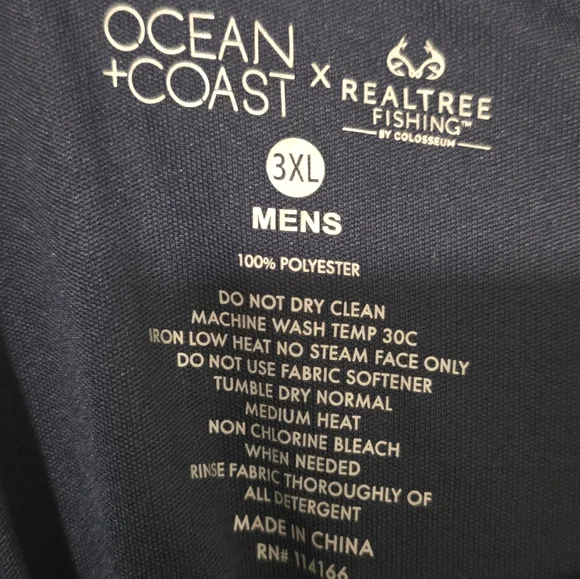 OCEAN
+COAST
x
REALTREE
FISHING™
BY COLOSSEUM
3XL
MENS
100% POLYESTER
DO NOT DRY CLEAN
MACHINE WASH TEMP 30C
IRON LOW HEAT NO STEAM FACE ONLY
DO NOT USE FABRIC SOFTENER
TUMBLE DRY NORMAL
MEDIUM HEAT
NON CHLORINE BLEACH
WHEN NEEDED
RINSE FABRIC THOROUGHLY OF
ALL DETERGENT
MADE IN CHINA
RN# 114166